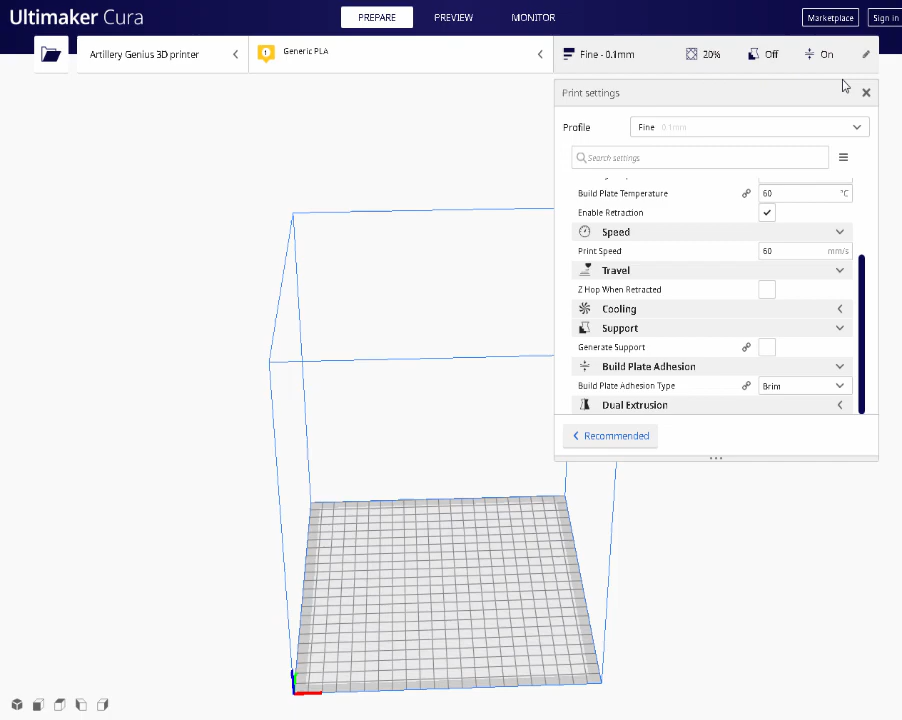 Ultimaker Cura
PREPARE
PREVIEW
MONITOR
Marketplace
Sign in
Artillery Genius 3D printer
Generic PLA
Fine - 0.1mm
20%
Off
On
Print settings
Profile
Fine 0.1mm
Search settings
Build Plate Temperature
60 °C
Enable Retraction
Speed
Print Speed
60 mm/s
Travel
Z Hop When Retracted
Cooling
Support
Generate Support
Build Plate Adhesion
Build Plate Adhesion Type
Brim
Dual Extrusion
Recommended